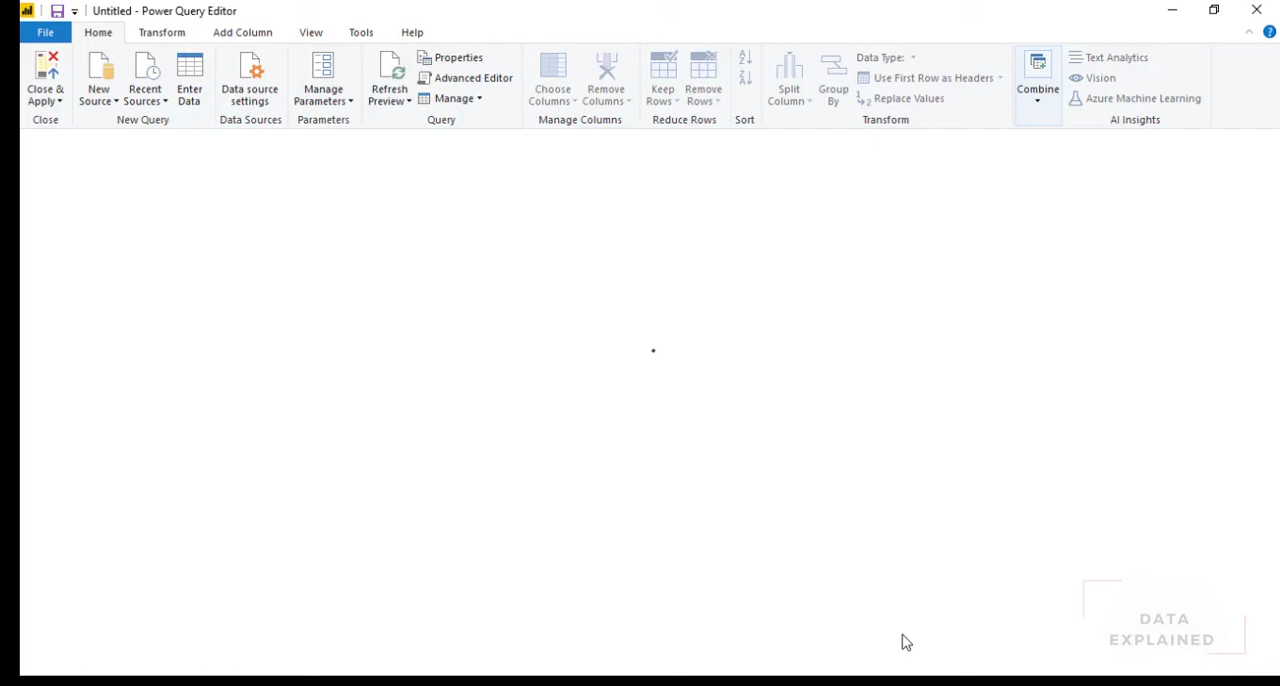 Untitled - Power Query Editor
File Home Transform Add Column View Tools Help
Close & Apply
New Source
Recent Sources
Enter Data
Data source settings
Manage Parameters
Refresh Preview
Properties
Advanced Editor
Manage
Choose Columns
Remove Columns
Keep Rows
Remove Rows
A
Z
Z
A
Split Column
Group By
Data Type:
Use First Row as Headers
1
2
Replace Values
Combine
Text Analytics
Vision
Azure Machine Learning
Close
New Query
Data Sources
Parameters
Query
Manage Columns
Reduce Rows
Sort
Transform
AI Insights
DATA
EXPLAINED